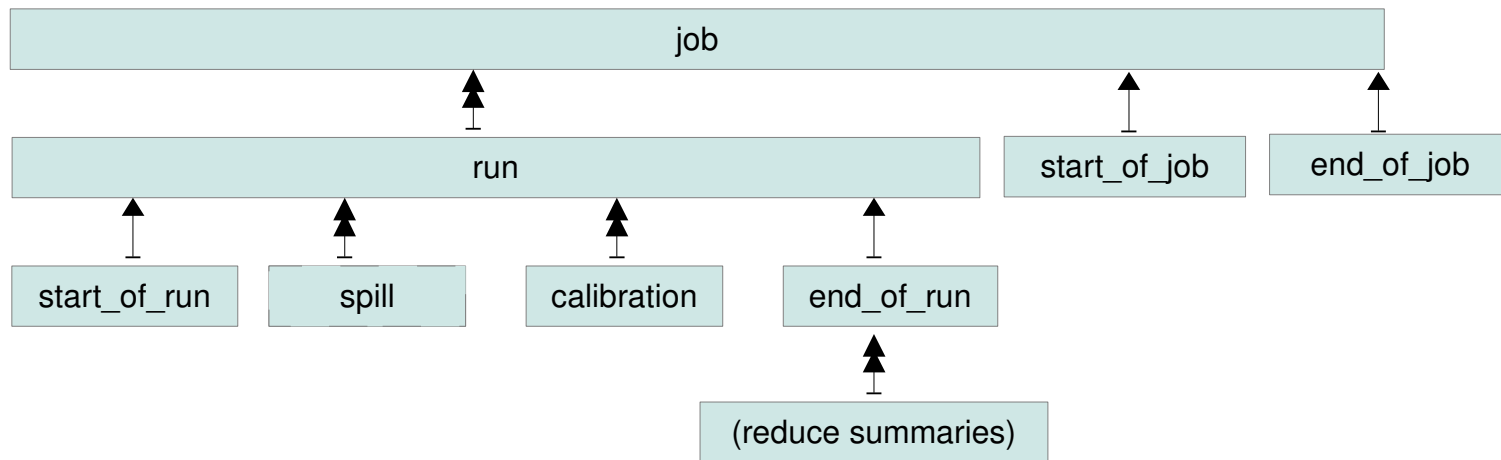 job
run
start_of_job
end_of_job
start_of_run
spill
calibration
end_of_run
(reduce summaries)